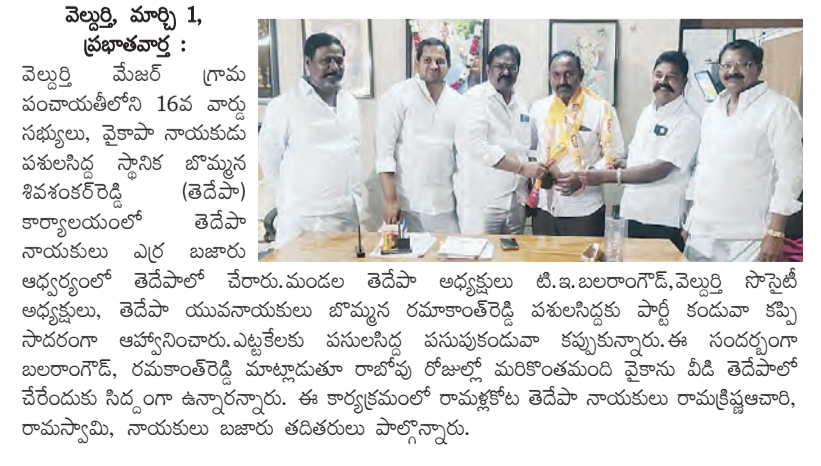 వెల్దుర్తి, మార్చి 1,
ప్రభాతవార్త :
వెల్దుర్తి మేజర్ గ్రామ
పంచాయతీలోని 16వ వార్డు
సభ్యులు, వైకాపా నాయకుడు
పశులసిద్ద స్థానిక బొమ్మన
శివశంకర్‌రెడ్డి (తెదేపా)
కార్యాలయంలో తెదేపా
నాయకులు ఎర్ర బజారు
ఆధ్వర్యంలో తెదేపాలో చేరారు.మండల తెదేపా అధ్యక్షులు టి.ఇ.బలరాంగౌడ్,వెల్దుర్తి సొసైటీ
అధ్యక్షులు, తెదేపా యువనాయకులు బొమ్మన రమాకాంత్‌రెడ్డి పశులసిద్దకు పార్టీ కండువా కప్పి
సాదరంగా ఆహ్వానించారు.ఎట్టకేలకు పసులసిద్ద పసుపుకండువా కప్పుకున్నారు.ఈ సందర్భంగా
బలరాంగౌడ్, రమకాంత్‌రెడ్డి మాట్లాడుతూ రాబోవు రోజుల్లో మరికొంతమంది వైకాను వీడి తెదేపాలో
చేరేందుకు సిద్దంగా ఉన్నారన్నారు. ఈ కార్యక్రమంలో రామళ్లకోట తెదేపా నాయకులు రామక్రిష్ణఆచారి,
రామస్వామి, నాయకులు బజారు తదితరులు పాల్గొన్నారు.